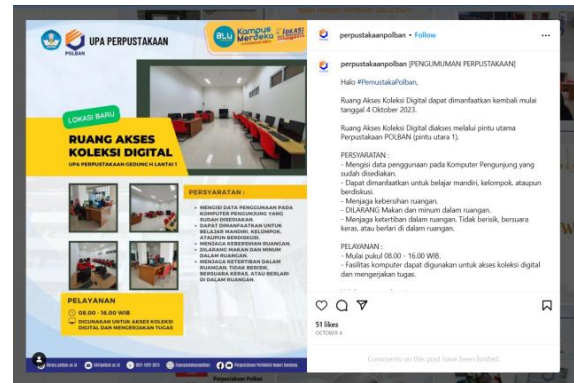 UPA PERPUSTAKAAN
POLBAN
BLU
Kampus
Merdeka
LOKASI BARU
RUANG AKSES
KOLEKSI DIGITAL
UPA PERPUSTAKAAN GEDUNG H LANTAI 1
PERSYARATAN :
MENGISI DATA PENGGUNAAN PADA
KOMPUTER PENGUNJUNG YANG
SUDAH DISEDIAKAN.
DAPAT DIMANFAATKAN UNTUK
BELAJAR MANDIRI, KELOMPOK,
ATAUPUN BERDISKUSI.
MENJAGA KEBERSIHAN RUANGAN.
DILARANG MAKAN DAN MINUM
DALAM RUANGAN.
MENJAGA KETERTIBAN DALAM
RUANGAN. TIDAK BERISIK,
BERSUARA KERAS, ATAU BERLARI
DI DALAM RUANGAN.
PELAYANAN
08.00 - 16.00 WIB
DIGUNAKAN UNTUK AKSES KOLEKSI
DIGITAL DAN MENGERJAKAN TUGAS
perpustakaanpolban • Follow
perpustakaanpolban [PENGUMUMAN PERPUSTAKAAN]
Halo #PemustakaPolban,
Ruang Akses Koleksi Digital dapat dimanfaatkan kembali mulai
tanggal 4 Oktober 2023.
Ruang Akses Koleksi Digital diakses melalui pintu utama
Perpustakaan POLBAN (pintu utara 1).
PERSYARATAN :
- Mengisi data penggunaan pada Komputer Pengunjung yang
sudah disediakan.
- Dapat dimanfaatkan untuk belajar mandiri, kelompok, ataupun
berdiskusi.
- Menjaga kebersihan ruangan.
- DILARANG Makan dan minum dalam ruangan.
- Menjaga ketertiban dalam ruangan. Tidak berisik, bersuara
keras, atau berlari di dalam ruangan.
PELAYANAN :
- Mulai pukul 08.00 - 16.00 WIB.
- Fasilitas komputer dapat digunakan untuk akses koleksi digital
dan mengerjakan tugas.
51 likes
OCTOBER 4
Comments on this post have been limited.
Perpustakaan Polban